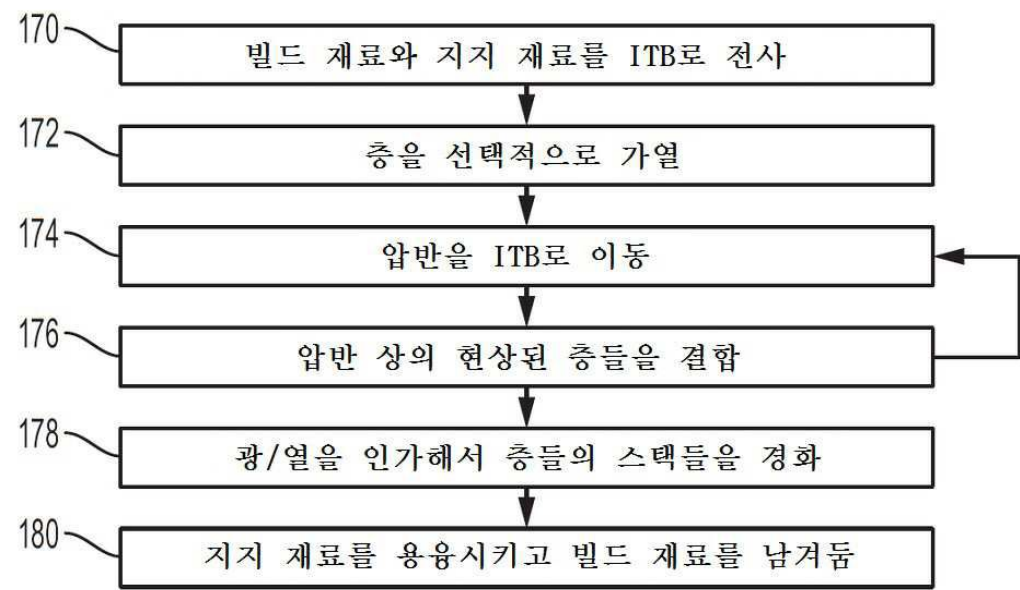 170 빌드 재료와 지지 재료를 ITB로 전사
172 층을 선택적으로 가열
174 압반을 ITB로 이동
176 압반 상의 현상된 층들을 결합
178 광/열을 인가해서 층들의 스택들을 경화
180 지지 재료를 용융시키고 빌드 재료를 남겨둠